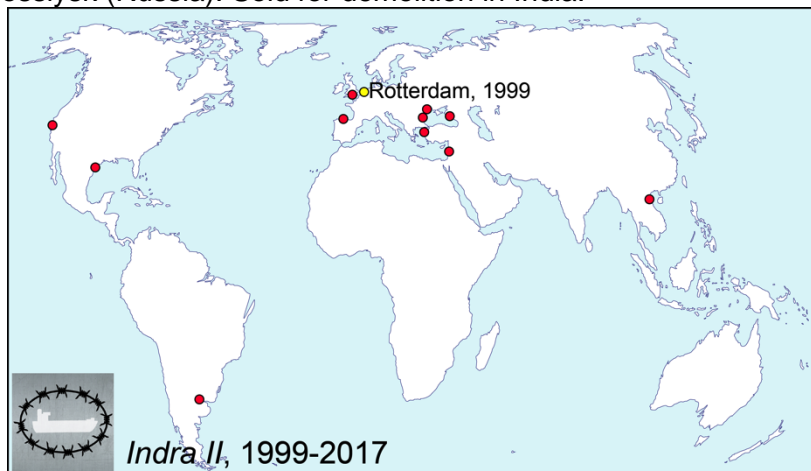 (Russia). Sold for demolition in India.
Rotterdam, 1999
Indra II, 1999-2017